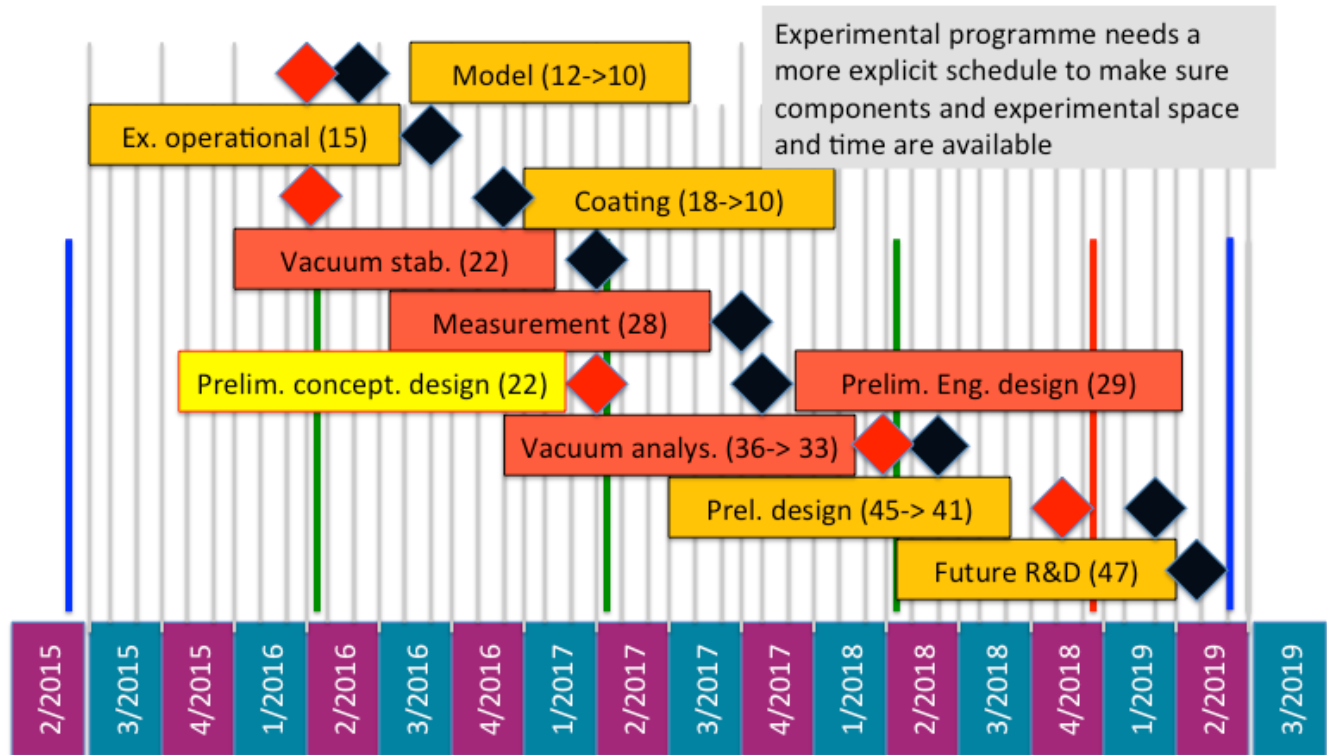 Experimental programme needs a
more explicit schedule to make sure
components and experimental space
and time are available
Model (12->10)
Ex. operational (15)
Coating (18->10)
Vacuum stab. (22)
Measurement (28)
Prelim. concept. design (22)
Prelim. Eng. design (29)
Vacuum analys. (36-> 33)
Prel. design (45-> 41)
Future R&D (47)
2/2015
3/2015
4/2015
1/2016
2/2016
3/2016
4/2016
1/2017
2/2017
3/2017
4/2017
1/2018
2/2018
3/2018
4/2018
1/2019
2/2019
3/2019